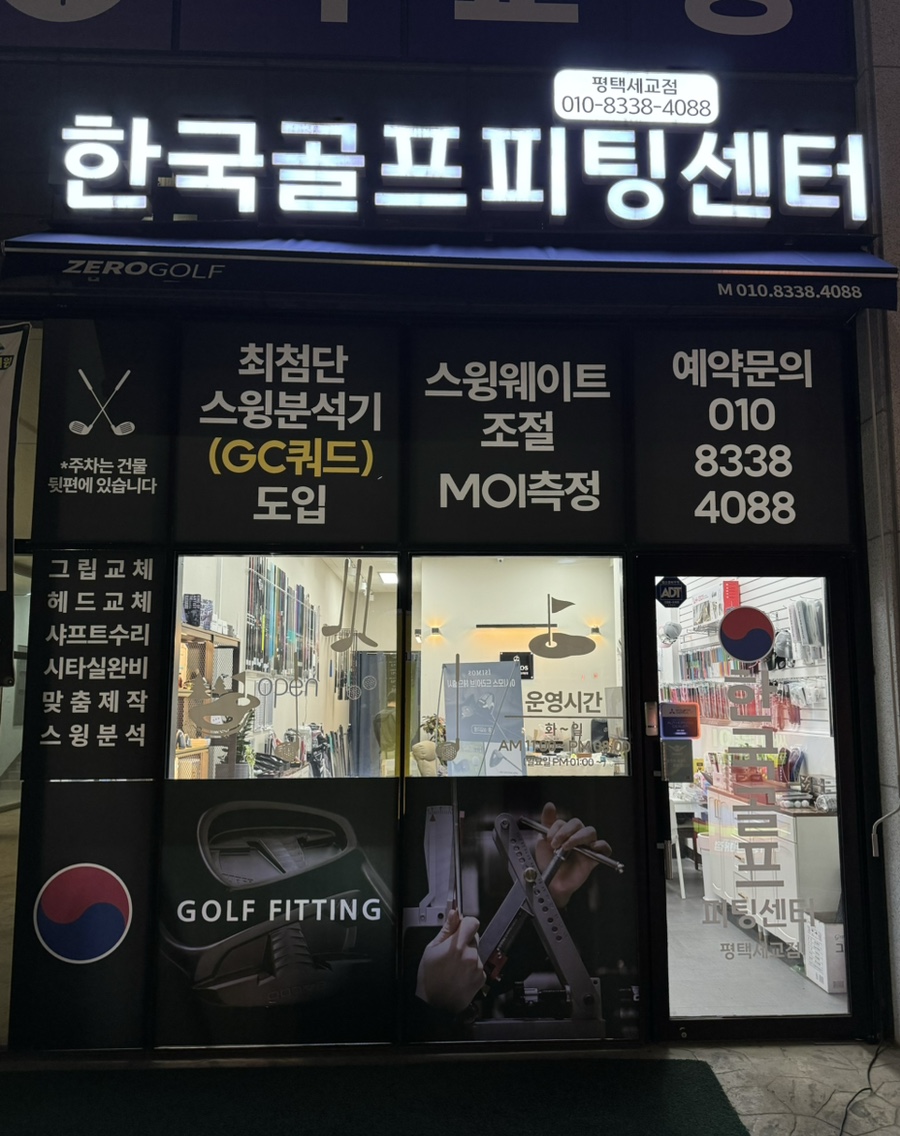 평택세교점
010-8338-4088
한국골프피팅센터
ZEROGOLF
M 010.8338.4088
최첨단
스윙분석기
(GC쿼드)
도입
스윙웨이트
조절
MOI측정
예약문의
010
8338
4088
*주차는 건물
뒷편에 있습니다
그립교체
헤드교체
샤프트수리
시타실완비
맞춤제작
스윙분석
open
운영시간
화~일
AM 11:00
ADT
GOLF FITTING
한국골프
피팅센터
평택세교점